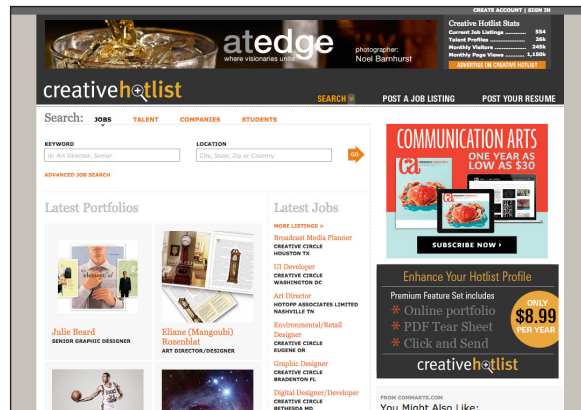 CREATE ACCOUNT | SIGN IN
atedge
where visionaries unite
photographer:
Noel Barnhurst
Creative Hotlist Stats
Current Job Listings 554
Talent Profiles 26k
Monthly Visitors 245k
Monthly Page Views 1,150k
ADVERTISE ON CREATIVE HOTLIST
creativehotlist
SEARCH
POST A JOB LISTING
POST YOUR RESUME
Search: JOBS TALENT COMPANIES STUDENTS
KEYWORD
ie: Art Director, Senior
LOCATION
City, State, Zip or Country
GO
ADVANCED JOB SEARCH
Latest Portfolios
Julie Beard
SENIOR GRAPHIC DESIGNER
Eliane (Mangoubi)
Rozenblat
ART DIRECTOR/DESIGNER
Latest Jobs
MORE LISTINGS >
Broadcast Media Planner
CREATIVE CIRCLE
HOUSTON TX
UI Developer
CREATIVE CIRCLE
WASHINGTON DC
Art Director
HOTOPP ASSOCIATES LIMITED
NASHVILLE TN
Environmental/Retail
Designer
CREATIVE CIRCLE
EUGENE OR
Graphic Designer
CREATIVE CIRCLE
BRADENTON FL
Digital Designer/Developer
CREATIVE CIRCLE
BETHESDA MD
COMMUNICATION ARTS
ONE YEAR AS
LOW AS $30
ca
SUBSCRIBE NOW
Enhance Your Hotlist Profile
Premium Feature Set includes
* Online portfolio
* PDF Tear Sheet
* Click and Send
ONLY
$8.99
PER YEAR
creativehotlist
FROM COMMARTS.COM
You Might Also Like: